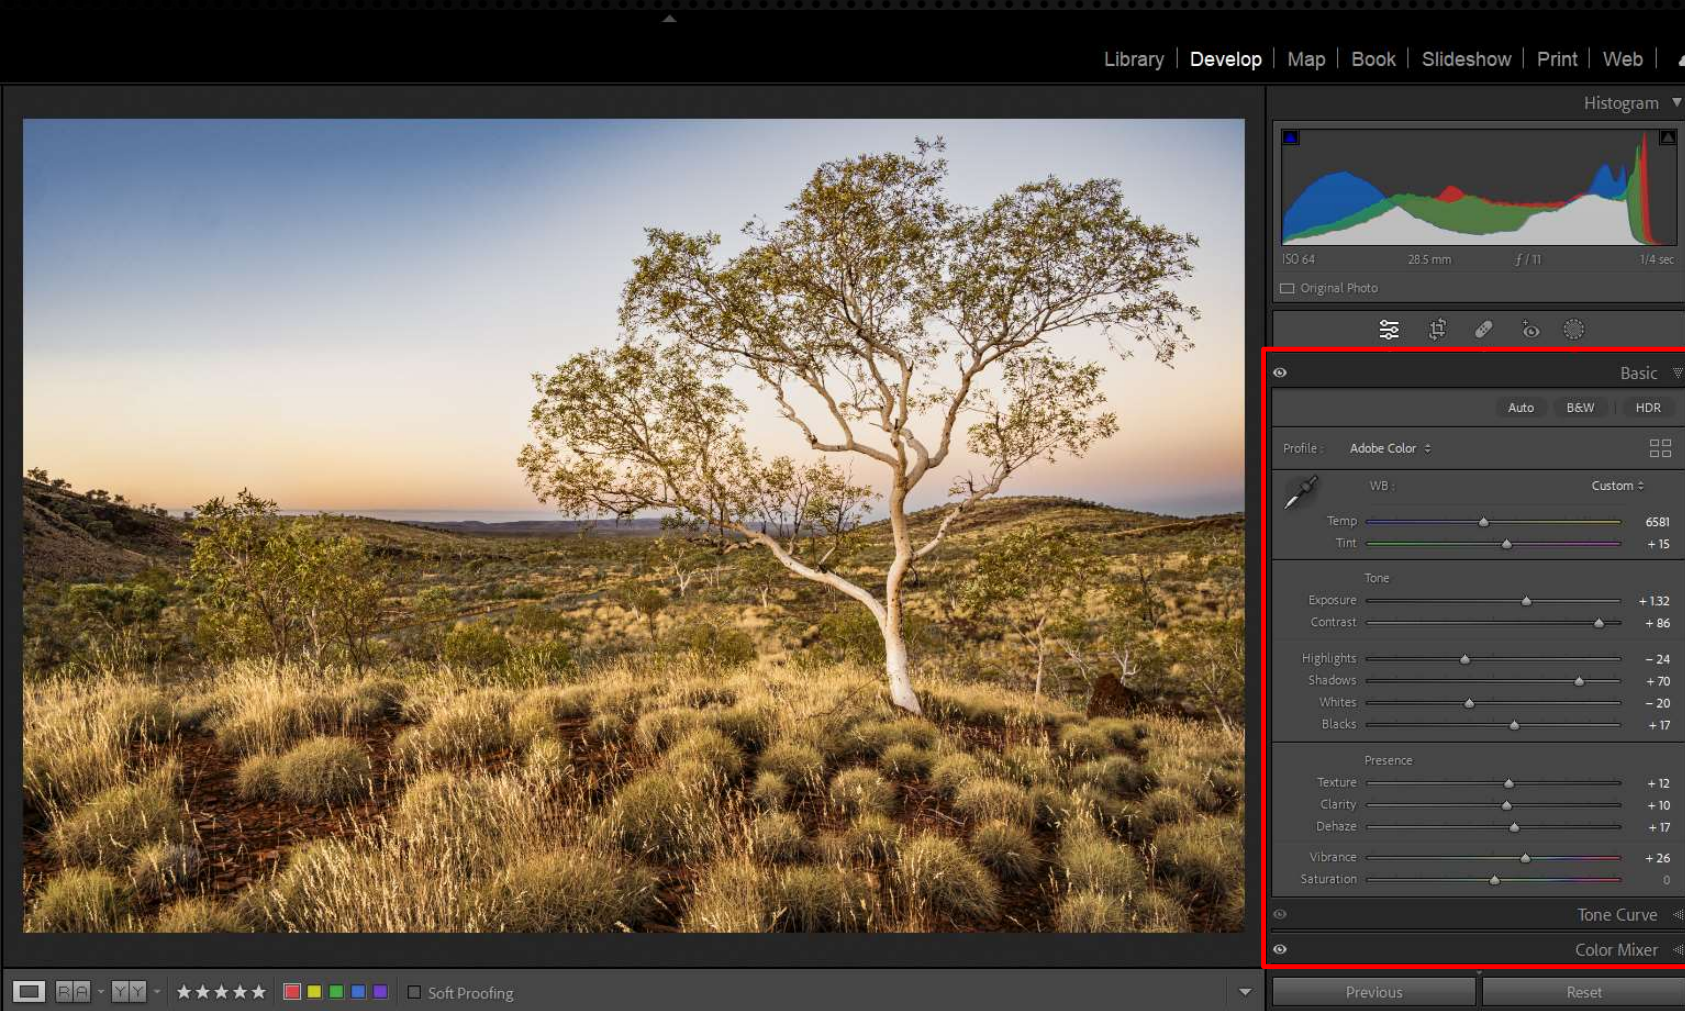 Library | Develop | Map | Book | Slideshow | Print | Web |
Histogram
ISO 64 28.5 mm ƒ / 11 1/4 sec
Original Photo
Basic
Auto B&W | HDR
Profile : Adobe Color
WB : Custom
Temp 6581
Tint + 15
Tone
Exposure + 1.32
Contrast + 86
Highlights − 24
Shadows + 70
Whites − 20
Blacks + 17
Presence
Texture + 12
Clarity + 10
Dehaze + 17
Vibrance + 26
Saturation 0
Tone Curve
Color Mixer
RA YY Soft Proofing Previous Reset